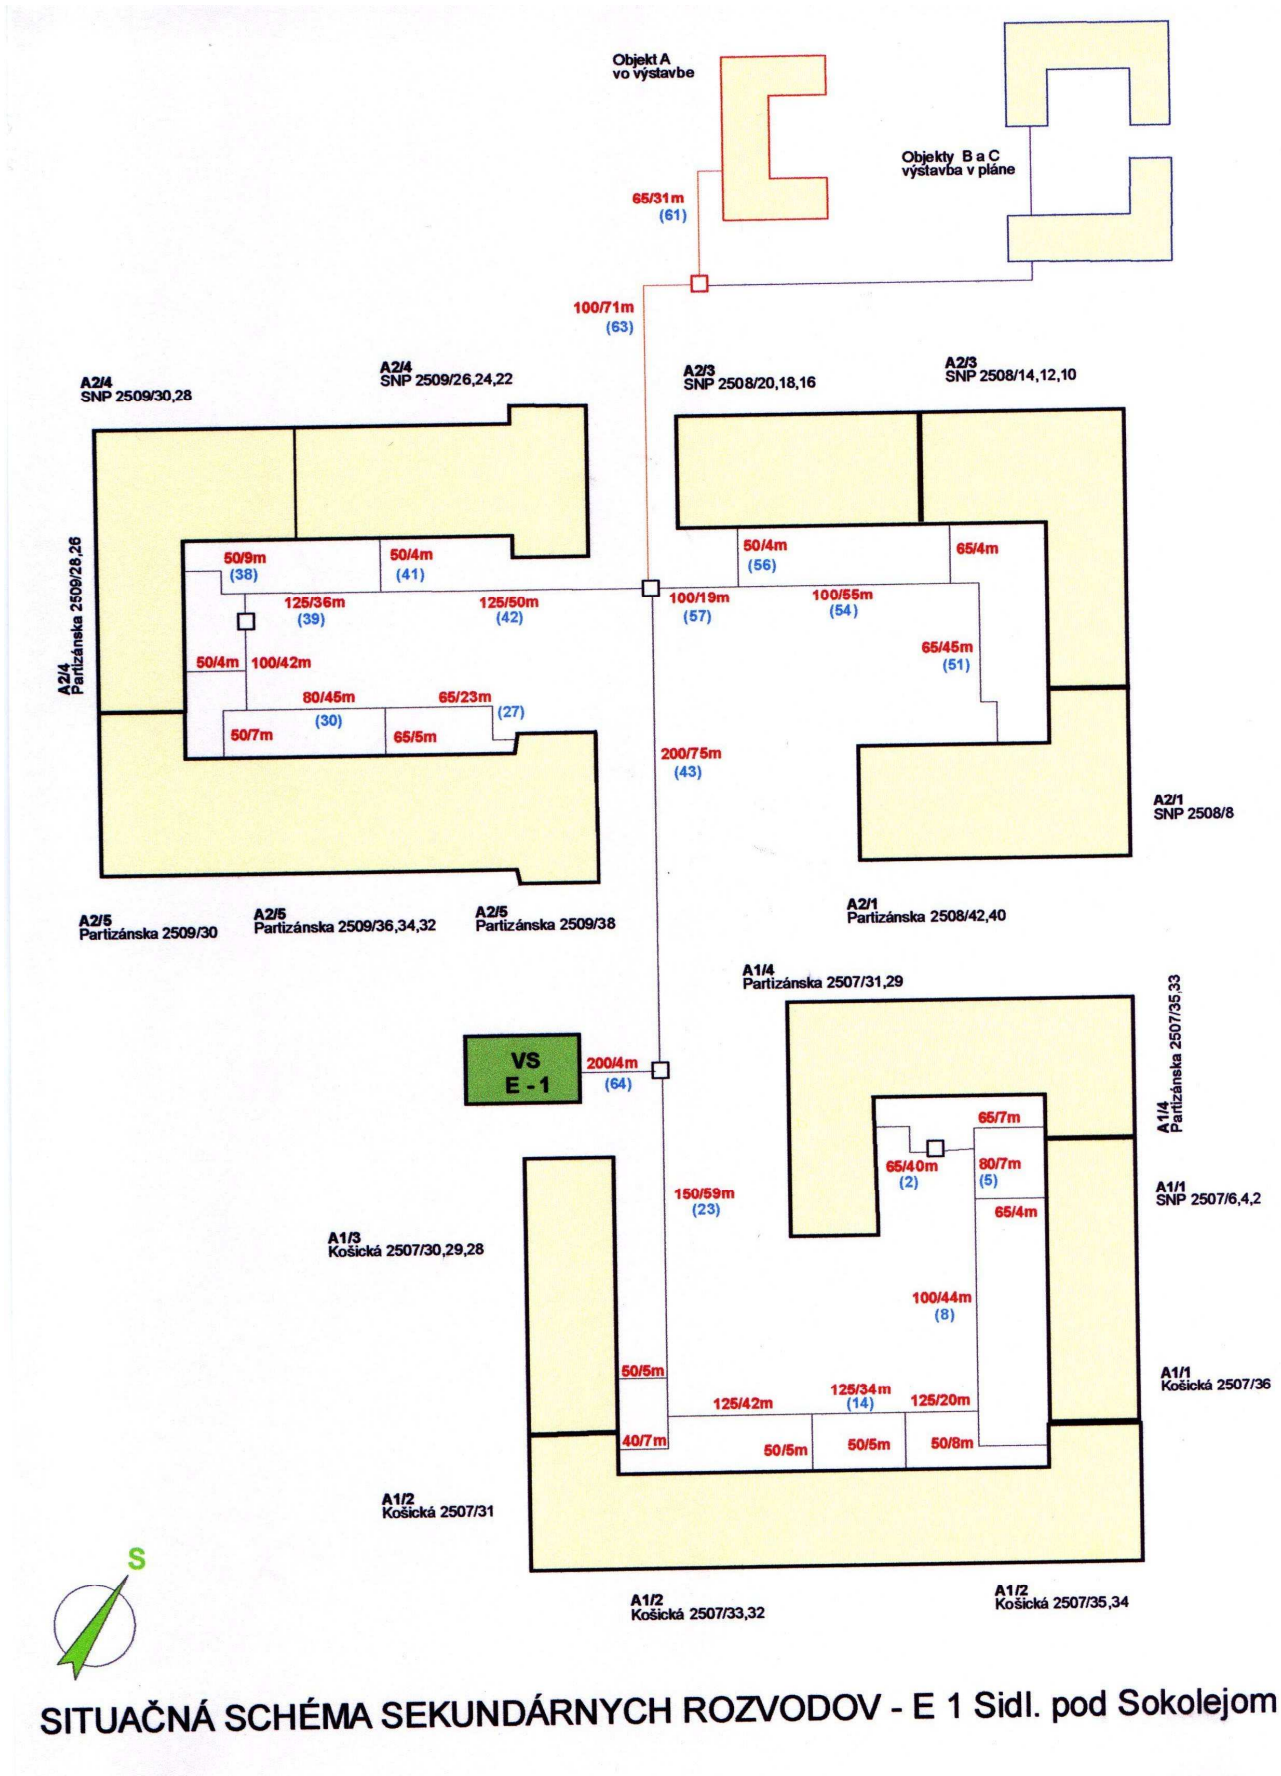 Objekt A
vo výstavbe
Objekty B a C
výstavba v pláne
65/31m
(61)
100/71m
(63)
A2/4
SNP 2509/30,28
A2/4
SNP 2509/26,24,22
A2/3
SNP 2508/20,18,16
A2/3
SNP 2508/14,12,10
A2/4
Partizánska 2509/28,26
50/9m
(38)
50/4m
(41)
125/36m
(39)
125/50m
(42)
50/4m
(56)
65/4m
100/19m
(57)
100/55m
(54)
65/45m
(51)
50/4m
100/42m
80/45m
(30)
65/23m
(27)
50/7m
65/5m
200/75m
(43)
A2/1
SNP 2508/8
A2/5
Partizánska 2509/30
A2/5
Partizánska 2509/36,34,32
A2/5
Partizánska 2509/38
A2/1
Partizánska 2508/42,40
A1/4
Partizánska 2507/31,29
A1/4
Partizánska 2507/35,33
VS
E - 1
200/4m
(64)
65/7m
65/40m
(2)
80/7m
(5)
65/4m
A1/1
SNP 2507/6,4,2
150/59m
(23)
A1/3
Košická 2507/30,29,28
100/44m
(8)
50/5m
125/42m
125/34m
(14)
125/20m
A1/1
Košická 2507/36
40/7m
50/5m
50/5m
50/8m
A1/2
Košická 2507/31
A1/2
Košická 2507/33,32
A1/2
Košická 2507/35,34
S
SITUAČNÁ SCHÉMA SEKUNDÁRNYCH ROZVODOV - E 1 Sidl. pod Sokolejom